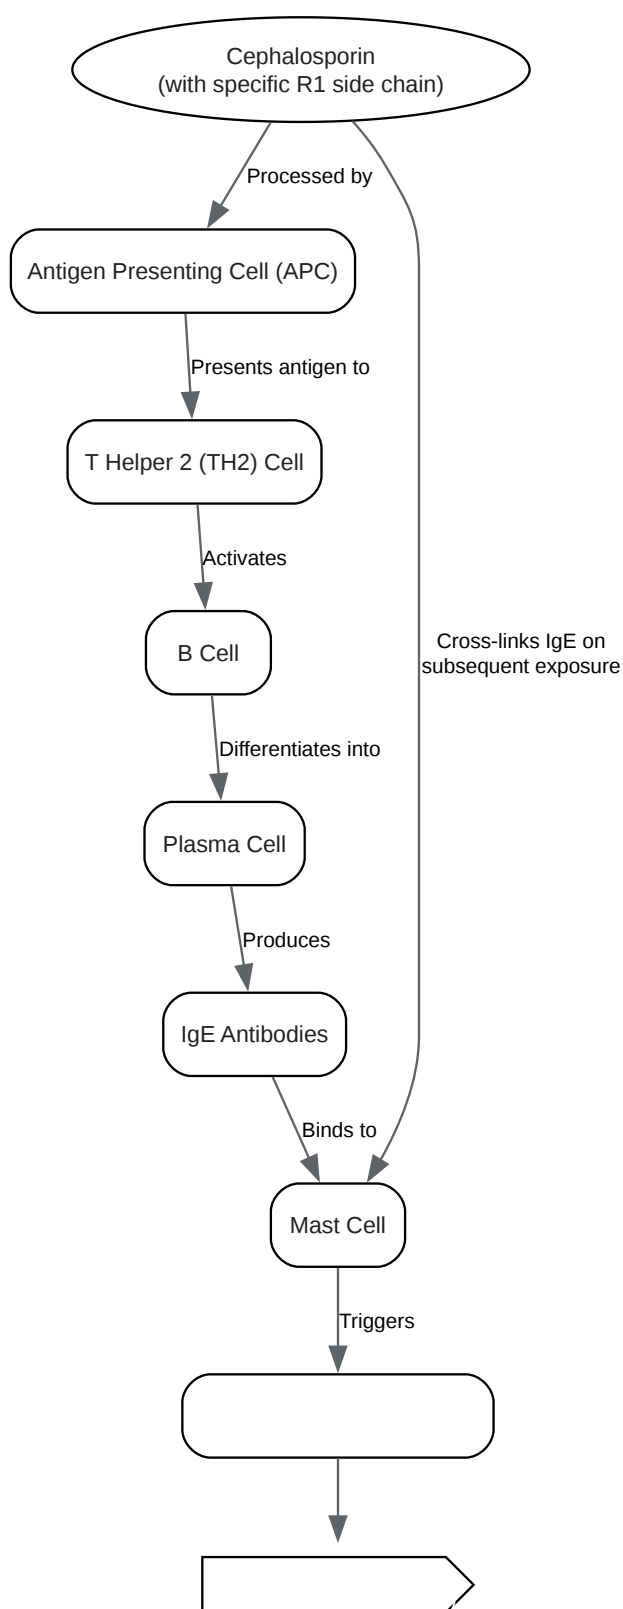 Cephalosporin
(with specific R1 side chain)
Processed by
Antigen Presenting Cell (APC)
Presents antigen to
T Helper 2 (TH2) Cell
Activates
B Cell
Cross-links IgE on
subsequent exposure
Differentiates into
Plasma Cell
Produces
IgE Antibodies
Binds to
Mast Cell
Triggers